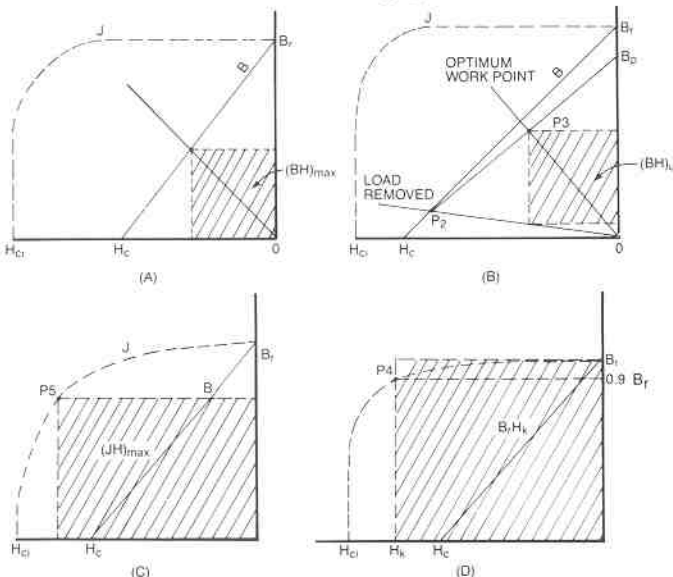 J
Br
B
(BH)max
Hci
Hc
0
(A)
J
Br
Bp
B
OPTIMUM
WORK POINT
P3
(BH)u
LOAD
REMOVED
P2
Hci
Hc
0
(B)
J
Br
P5
B
(JH)max
Hci
Hc
(C)
Br
P4
0.9 Br
BrHk
Hci
Hk
Hc
(D)